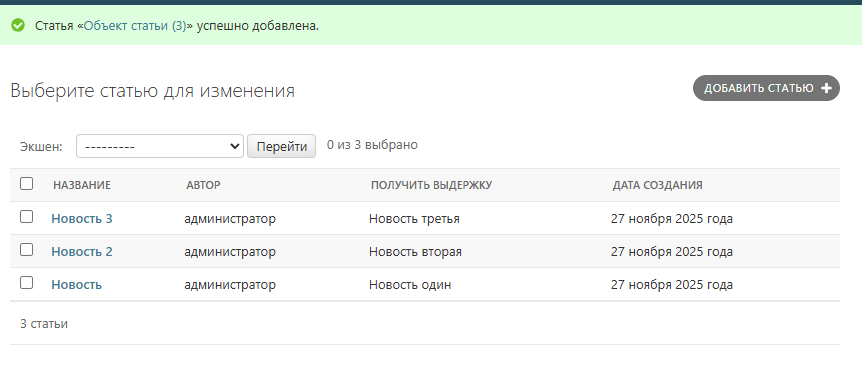 Статья «Объект статьи (3)» успешно добавлена.
Выберите статью для изменения
ДОБАВИТЬ СТАТЬЮ +
Экшен: --------- Перейти 0 из 3 выбрано
НАЗВАНИЕ АВТОР ПОЛУЧИТЬ ВЫДЕРЖКУ ДАТА СОЗДАНИЯ
Новость 3 администратор Новость третья 27 ноября 2025 года
Новость 2 администратор Новость вторая 27 ноября 2025 года
Новость администратор Новость один 27 ноября 2025 года
3 статьи